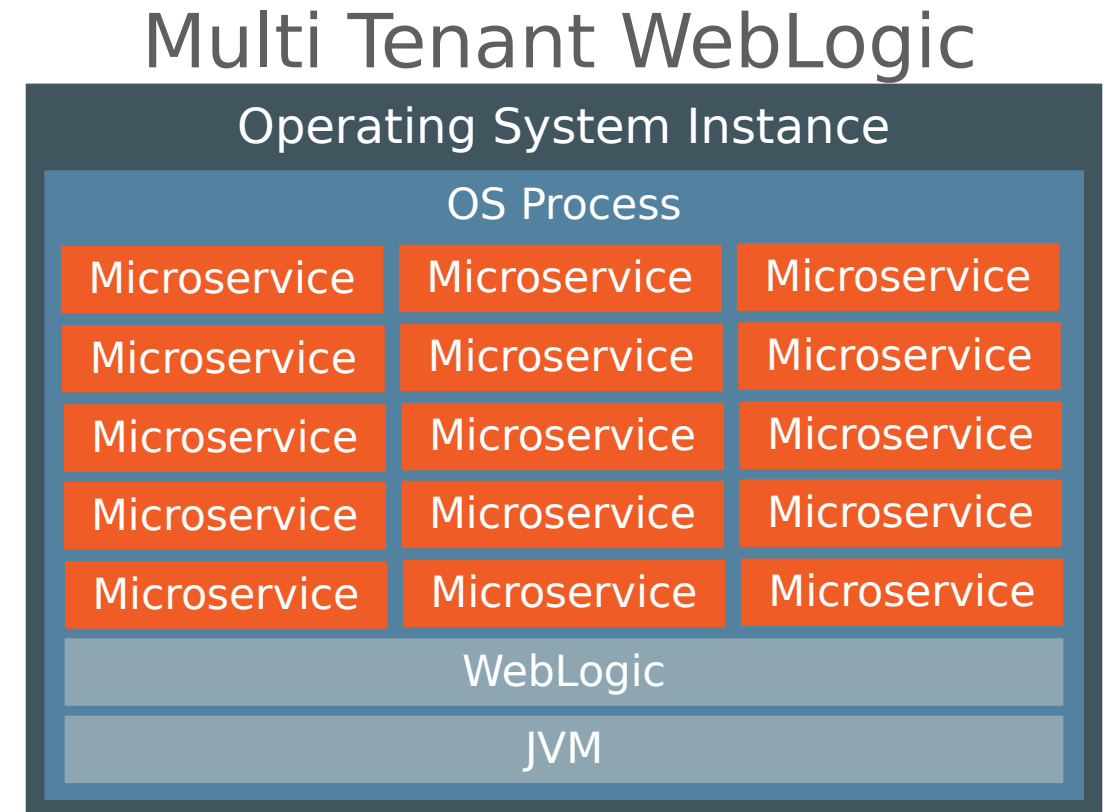 Multi Tenant WebLogic
Operating System Instance
OS Process
Microservice Microservice Microservice
Microservice Microservice Microservice
Microservice Microservice Microservice
Microservice Microservice Microservice
Microservice Microservice Microservice
WebLogic
JVM